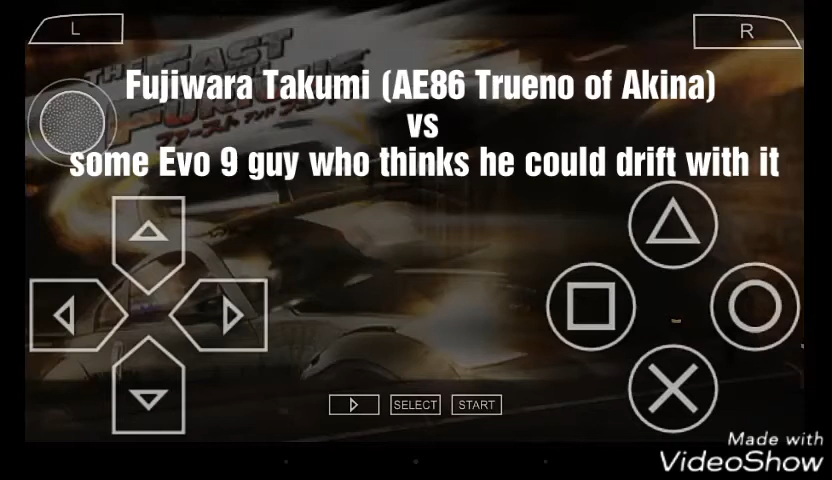 L
R
THE FAST
FURIOUS
ファースト アンド
Fujiwara Takumi (AE86 Trueno of Akina)
vs
some Evo 9 guy who thinks he could drift with it
SELECT
START
Made with
VideoShow